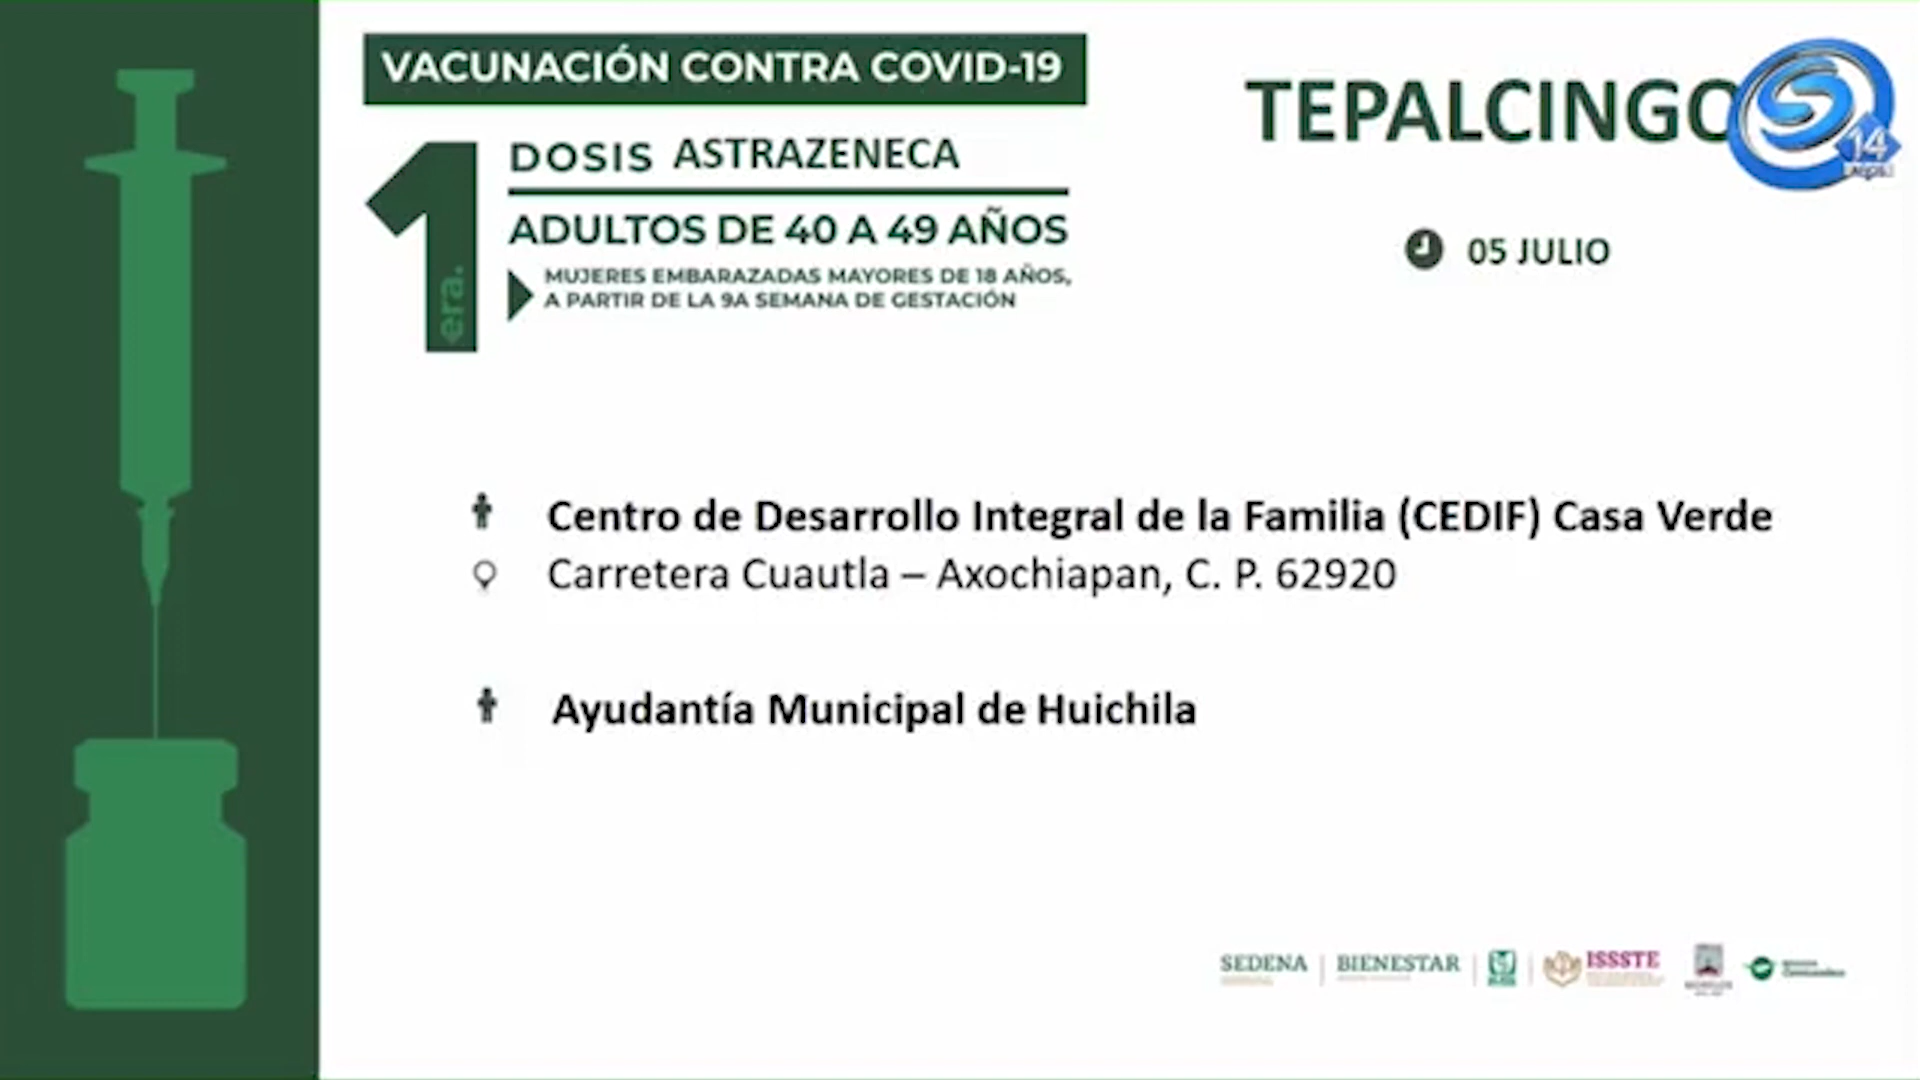 VACUNACIÓN CONTRA COVID-19
1era.
DOSIS ASTRAZENECA
ADULTOS DE 40 A 49 AÑOS
MUJERES EMBARAZADAS MAYORES DE 18 AÑOS,
A PARTIR DE LA 9A SEMANA DE GESTACIÓN
TEPALCINGO
14
05 JULIO
Centro de Desarrollo Integral de la Familia (CEDIF) Casa Verde
Carretera Cuautla – Axochiapan, C. P. 62920
Ayudantía Municipal de Huichila
SEDENA
BIENESTAR
ISSSTE
MORELOS